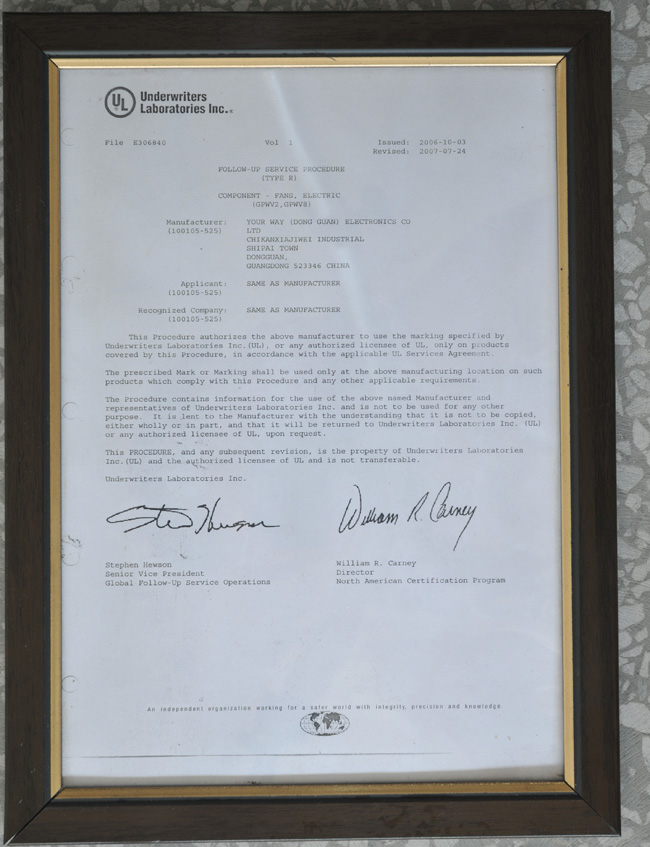 UL
Underwriters
Laboratories Inc.®
File E306840 Vol 1 Issued: 2006-10-03
Revised: 2007-07-24
FOLLOW-UP SERVICE PROCEDURE
(TYPE R)
COMPONENT - FANS, ELECTRIC
(GPWV2,GPWV8)
Manufacturer: YOUR WAY (DONG GUAN) ELECTRONICS CO
(100105-525) LTD
CHIKANXIAJIWEI INDUSTRIAL
SHIPAI TOWN
DONGGUAN,
GUANGDONG 523346 CHINA
Applicant: SAME AS MANUFACTURER
(100105-525)
Recognized Company: SAME AS MANUFACTURER
(100105-525)
This Procedure authorizes the above manufacturer to use the marking specified by
Underwriters Laboratories Inc.(UL), or any authorized licensee of UL, only on products
covered by this Procedure, in accordance with the applicable UL Services Agreement.
The prescribed Mark or Marking shall be used only at the above manufacturing location on such
products which comply with this Procedure and any other applicable requirements.
The Procedure contains information for the use of the above named Manufacturer and
representatives of Underwriters Laboratories Inc. and is not to be used for any other
purpose. It is lent to the Manufacturer with the understanding that it is not to be copied,
either wholly or in part, and that it will be returned to Underwriters Laboratories Inc. (UL)
or any authorized licensee of UL, upon request.
This PROCEDURE, and any subsequent revision, is the property of Underwriters Laboratories
Inc.(UL) and the authorized licensee of UL and is not transferable.
Underwriters Laboratories Inc.
William R. Carney
Stephen Hewson
Senior Vice President
Global Follow-Up Service Operations
William R. Carney
Director
North American Certification Program
An independent organization working for a safer world with integrity, precision and knowledge